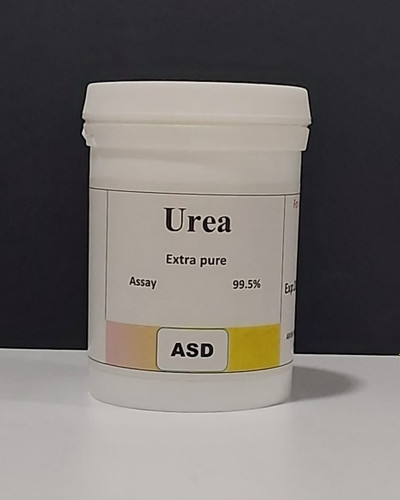 Urea
Extra pure
Assay 99.5%
ASD